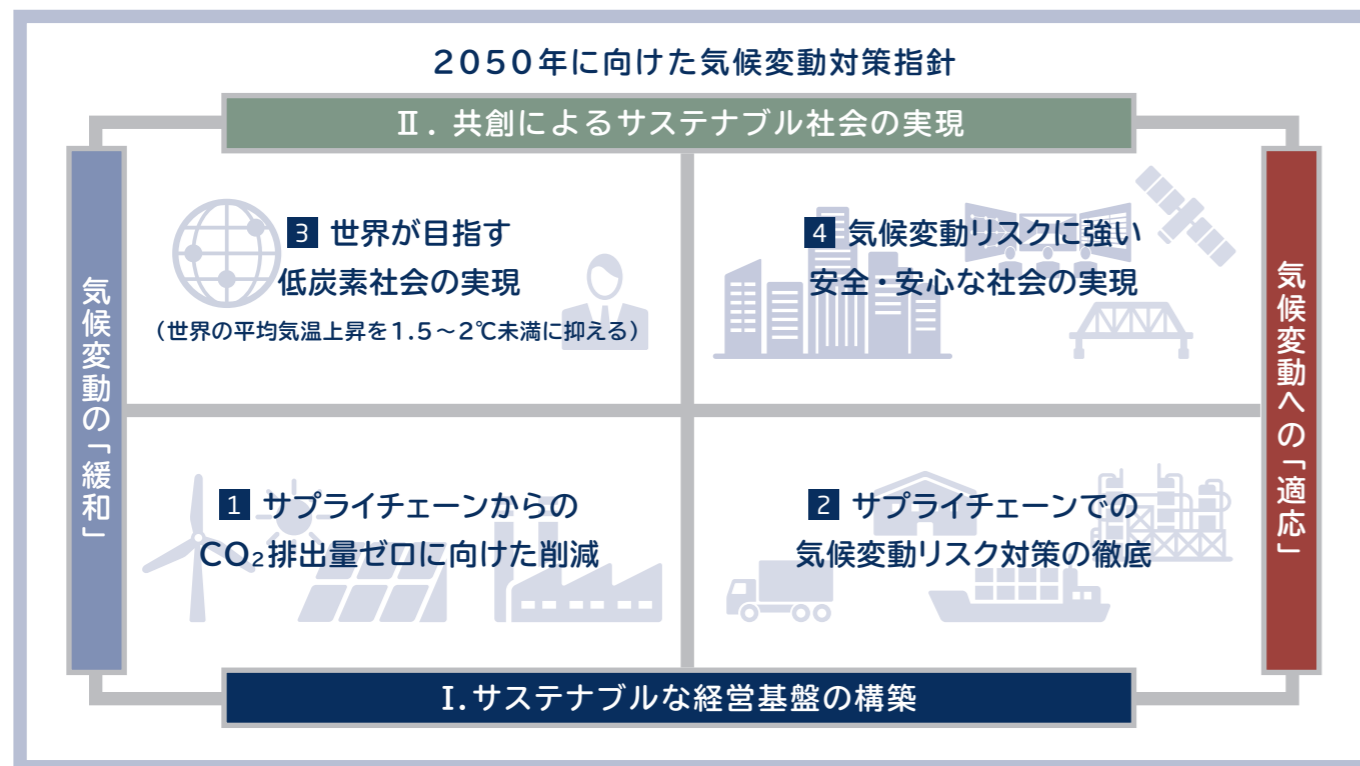 2050年に向けた気候変動対策指針
Ⅱ. 共創によるサステナブル社会の実現
気候変動の「緩和」
3 世界が目指す
低炭素社会の実現
（世界の平均気温上昇を1.5～2℃未満に抑える）
4 気候変動リスクに強い
安全・安心な社会の実現
気候変動への「適応」
1 サプライチェーンからの
CO₂排出量ゼロに向けた削減
2 サプライチェーンでの
気候変動リスク対策の徹底
Ⅰ.サステナブルな経営基盤の構築